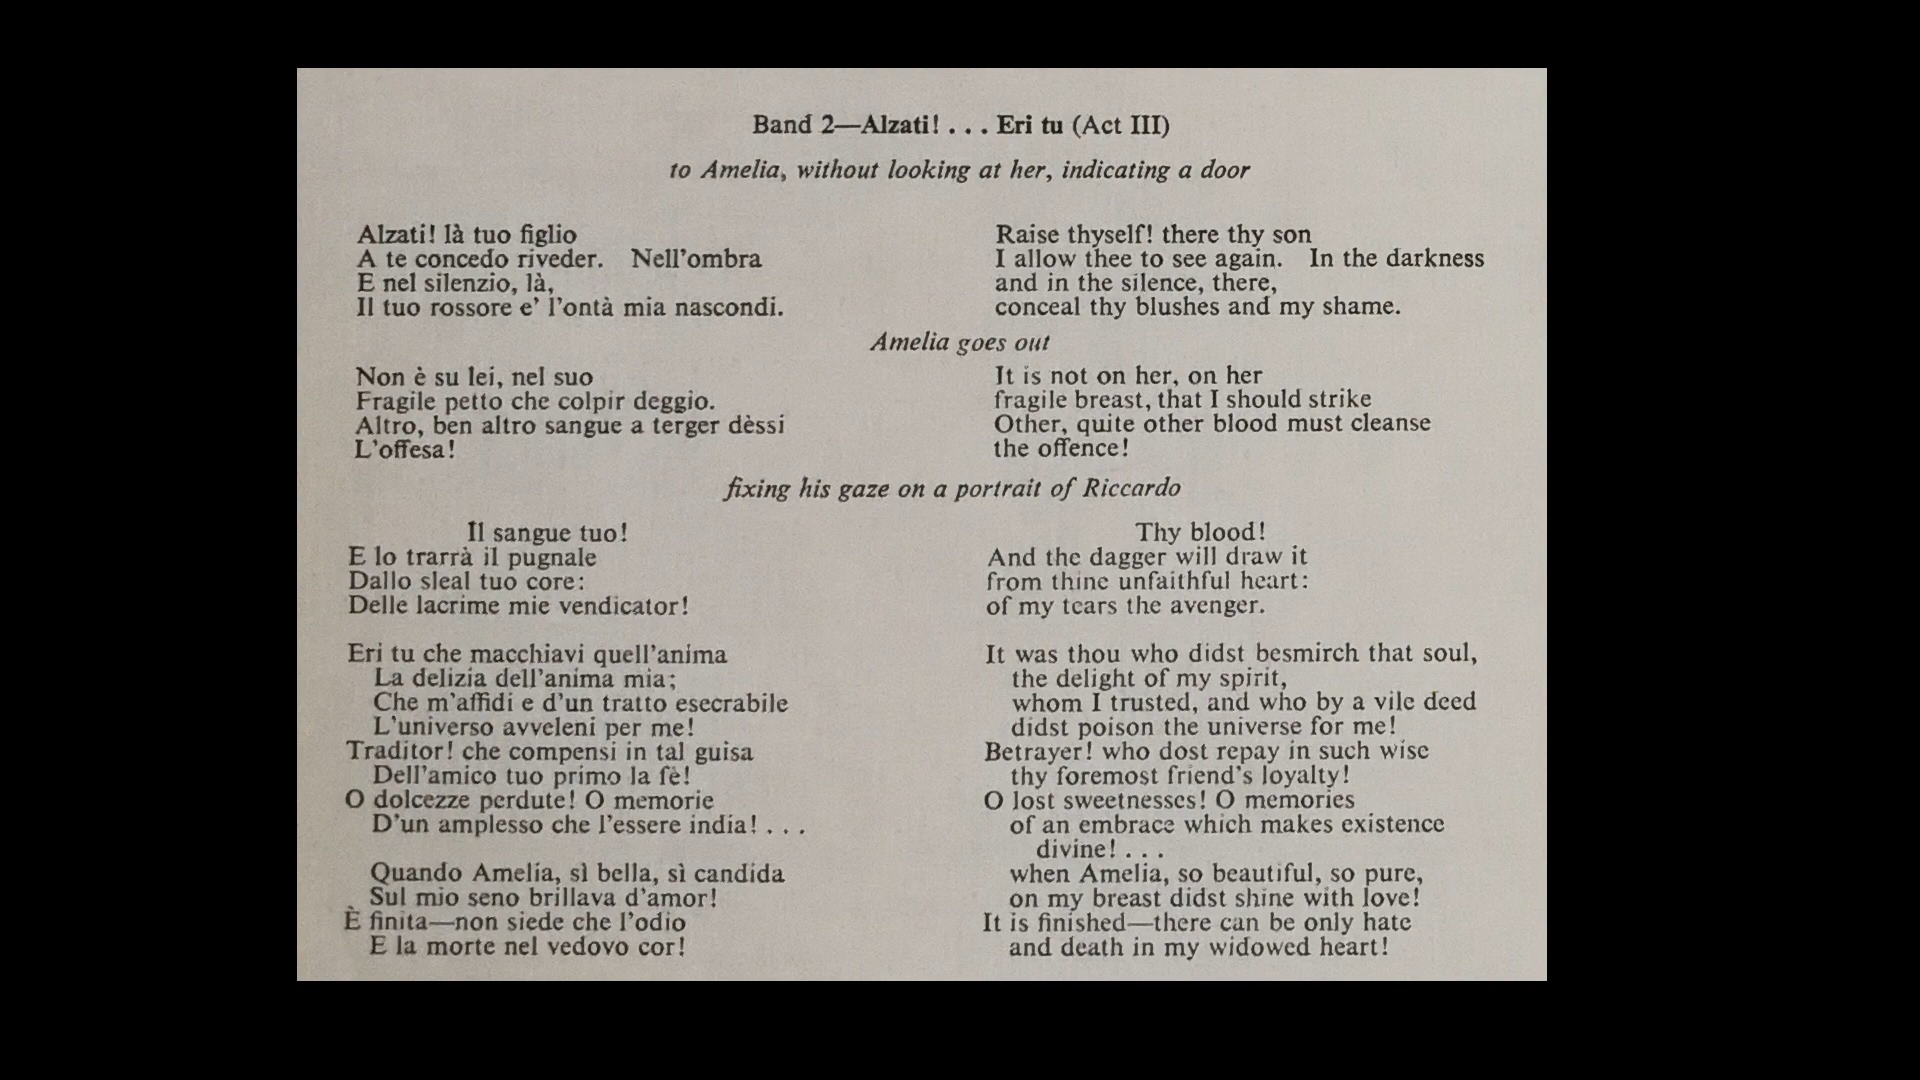 Band 2—Alzati! . . . Eri tu (Act III)
to Amelia, without looking at her, indicating a door
Alzati! là tuo figlio
A te concedo riveder. Nell'ombra
E nel silenzio, là,
Il tuo rossore e' l'ontà mia nascondi.
Raise thyself! there thy son
I allow thee to see again. In the darkness
and in the silence, there,
conceal thy blushes and my shame.
Amelia goes out
Non è su lei, nel suo
Fragile petto che colpir deggio.
Altro, ben altro sangue a terger dèssi
L'offesa!
It is not on her, on her
fragile breast, that I should strike
Other, quite other blood must cleanse
the offence!
fixing his gaze on a portrait of Riccardo
Il sangue tuo!
E lo trarrà il pugnale
Dallo sleal tuo core:
Delle lacrime mie vendicator!
Thy blood!
And the dagger will draw it
from thine unfaithful heart:
of my tears the avenger.
Eri tu che macchiavi quell'anima
La delizia dell'anima mia;
Che m'affidi e d'un tratto esecrabile
L'universo avveleni per me!
Traditor! che compensi in tal guisa
Dell'amico tuo primo la fè!
O dolcezze perdute! O memorie
D'un amplesso che l'essere india! . . .
Quando Amelia, sì bella, sì candida
Sul mio seno brillava d'amor!
È finita—non siede che l'odio
E la morte nel vedovo cor!
It was thou who didst besmirch that soul,
the delight of my spirit,
whom I trusted, and who by a vile deed
didst poison the universe for me!
Betrayer! who dost repay in such wise
thy foremost friend's loyalty!
O lost sweetnesses! O memories
of an embrace which makes existence
divine! . . .
when Amelia, so beautiful, so pure,
on my breast didst shine with love!
It is finished—there can be only hate
and death in my widowed heart!